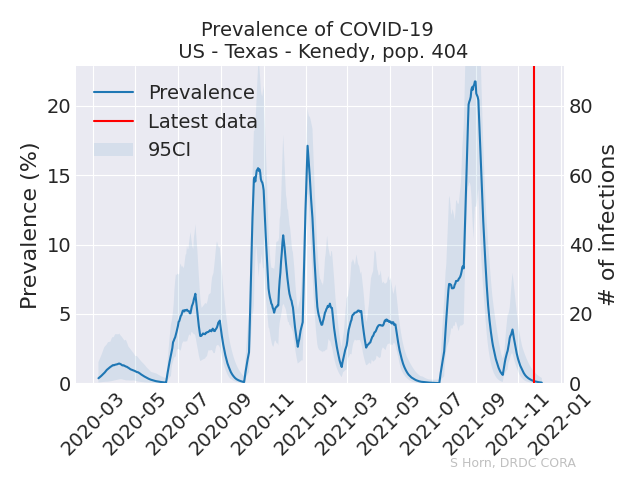 Prevalence of COVID-19
US - Texas - Kenedy, pop. 404
Prevalence
Latest data
95CI
Prevalence (%)
0
5
10
15
20
# of infections
0
20
40
60
80
2020-03
2020-05
2020-07
2020-09
2020-11
2021-01
2021-03
2021-05
2021-07
2021-09
2021-11
2022-01
S Horn, DRDC CORA